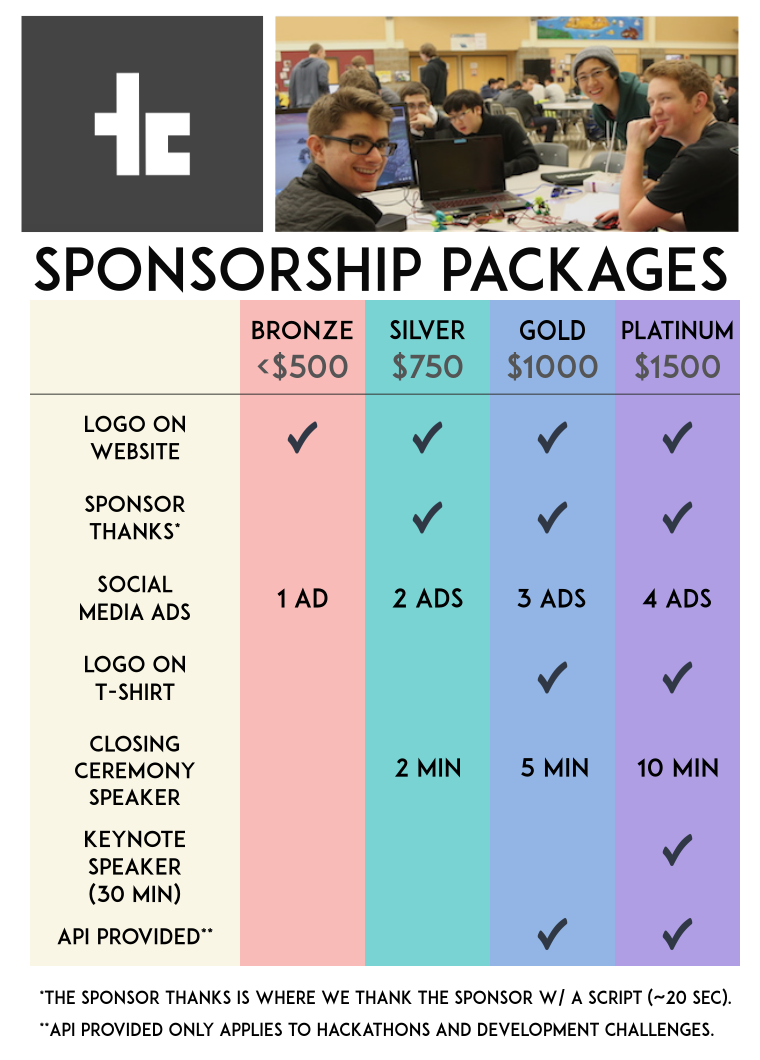 tc
SPONSORSHIP PACKAGES
BRONZE SILVER GOLD PLATINUM
<$500 $750 $1000 $1500
LOGO ON
WEBSITE ✓ ✓ ✓ ✓
SPONSOR
THANKS* ✓ ✓ ✓
SOCIAL
MEDIA ADS 1 AD 2 ADS 3 ADS 4 ADS
LOGO ON
T-SHIRT ✓ ✓
CLOSING
CEREMONY 2 MIN 5 MIN 10 MIN
SPEAKER
KEYNOTE
SPEAKER ✓
(30 MIN)
API PROVIDED** ✓ ✓
*THE SPONSOR THANKS IS WHERE WE THANK THE SPONSOR W/ A SCRIPT (~20 SEC).
**API PROVIDED ONLY APPLIES TO HACKATHONS AND DEVELOPMENT CHALLENGES.